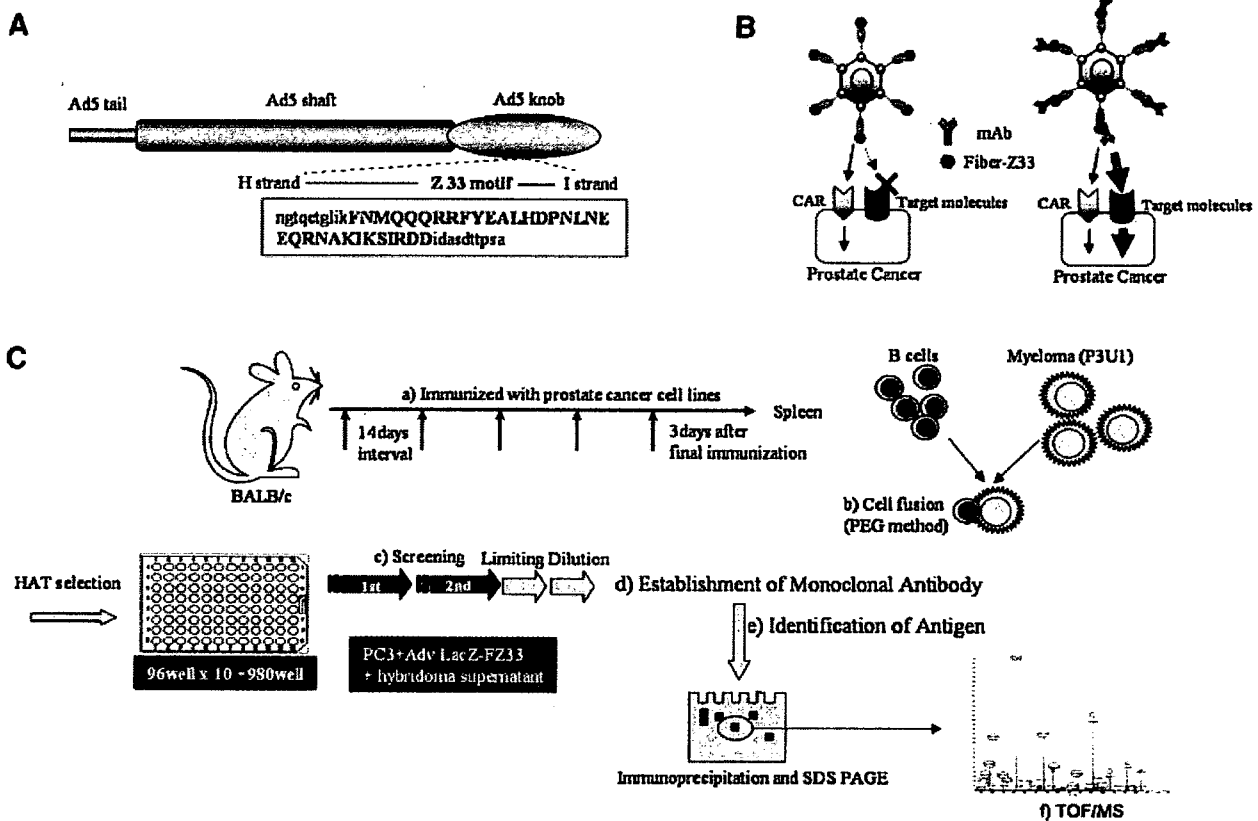 A
Ad5 tail
Ad5 shaft
Ad5 knob
H strand
Z 33 motif
I strand
ngtqetglikFNMQQQRRFYEALHDPNLNE
EQRNAKIKSIRDDidasdttpsa
B
mAb
Fiber-Z33
CAR
Target molecules
Prostate Cancer
CAR
Target molecules
Prostate Cancer
C
BALB/c
a) Immunized with prostate cancer cell lines
14days
interval
3days after
final immunization
Spleen
B cells
Myeloma (P3U1)
b) Cell fusion
(PEG method)
HAT selection
96well x 10 ~980well
c) Screening
Limiting Dilution
1st
2nd
PC3+Adv LacZ-FZ33
+ hybridoma supernatant
d) Establishment of Monoclonal Antibody
e) Identification of Antigen
Immunoprecipitation and SDS PAGE
f) TOF/MS